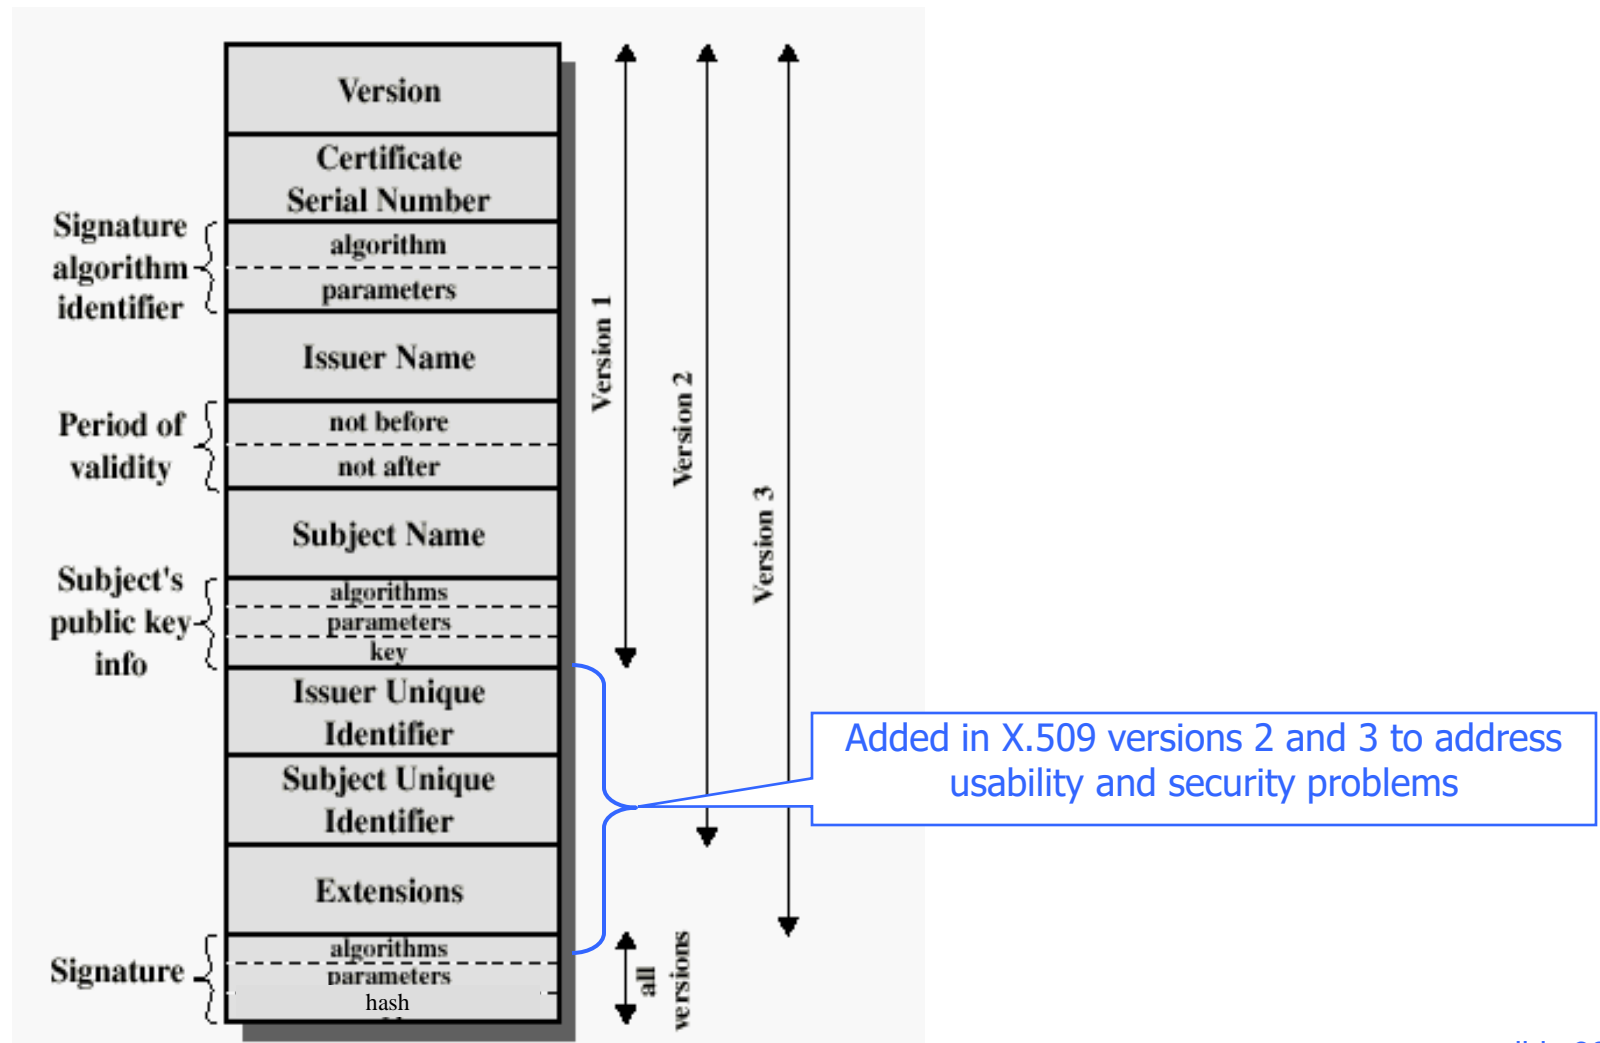 Version
Certificate
Serial Number
Signature
algorithm
identifier
algorithm
parameters
Issuer Name
Period of
validity
not before
not after
Subject Name
Subject's
public key
info
algorithms
parameters
key
Issuer Unique
Identifier
Subject Unique
Identifier
Extensions
Signature
algorithms
parameters
hash
Version 1
Version 2
Version 3
all
versions
Added in X.509 versions 2 and 3 to address
usability and security problems